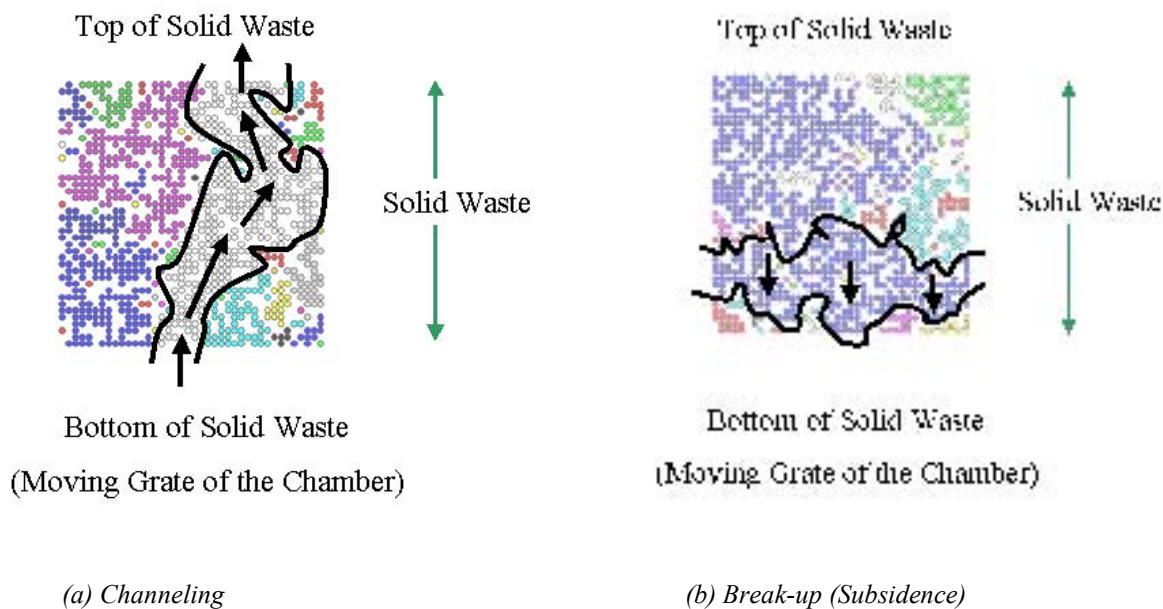 Top of Solid Waste
Solid Waste
Bottom of Solid Waste
(Moving Grate of the Chamber)
(a) Channeling
Top of Solid Waste
Solid Waste
Bottom of Solid Waste
(Moving Grate of the Chamber)
(b) Break-up (Subsidence)